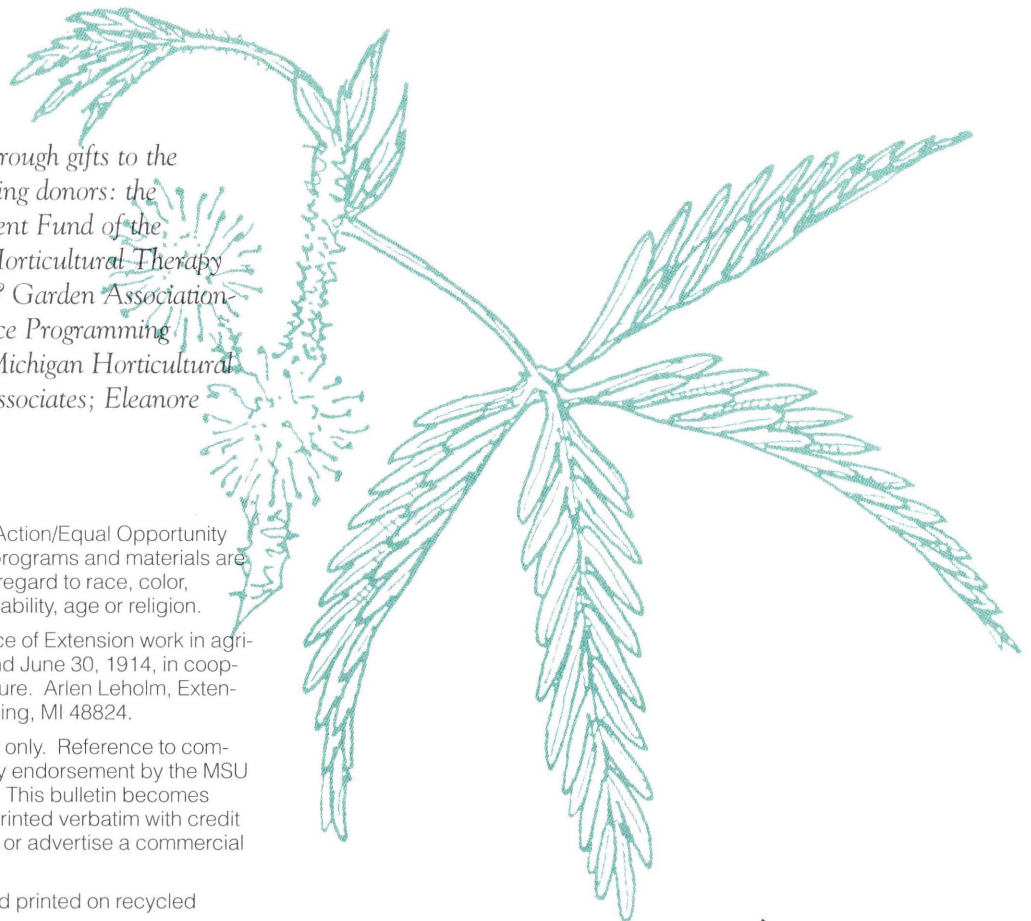 rough gifts to the
ing donors: the
ent Fund of the
Horticultural Therapy
Garden Association-
ce Programming
Michigan Horticultural
ssociates; Eleanore
Action/Equal Opportunity
programs and materials are
regard to race, color,
ability, age or religion.
ce of Extension work in agri-
nd June 30, 1914, in coop-
ure. Arlen Leholm, Exten-
ing, MI 48824.
only. Reference to com-
y endorsement by the MSU
This bulletin becomes
rinted verbatim with credit
or advertise a commercial
d printed on recycled